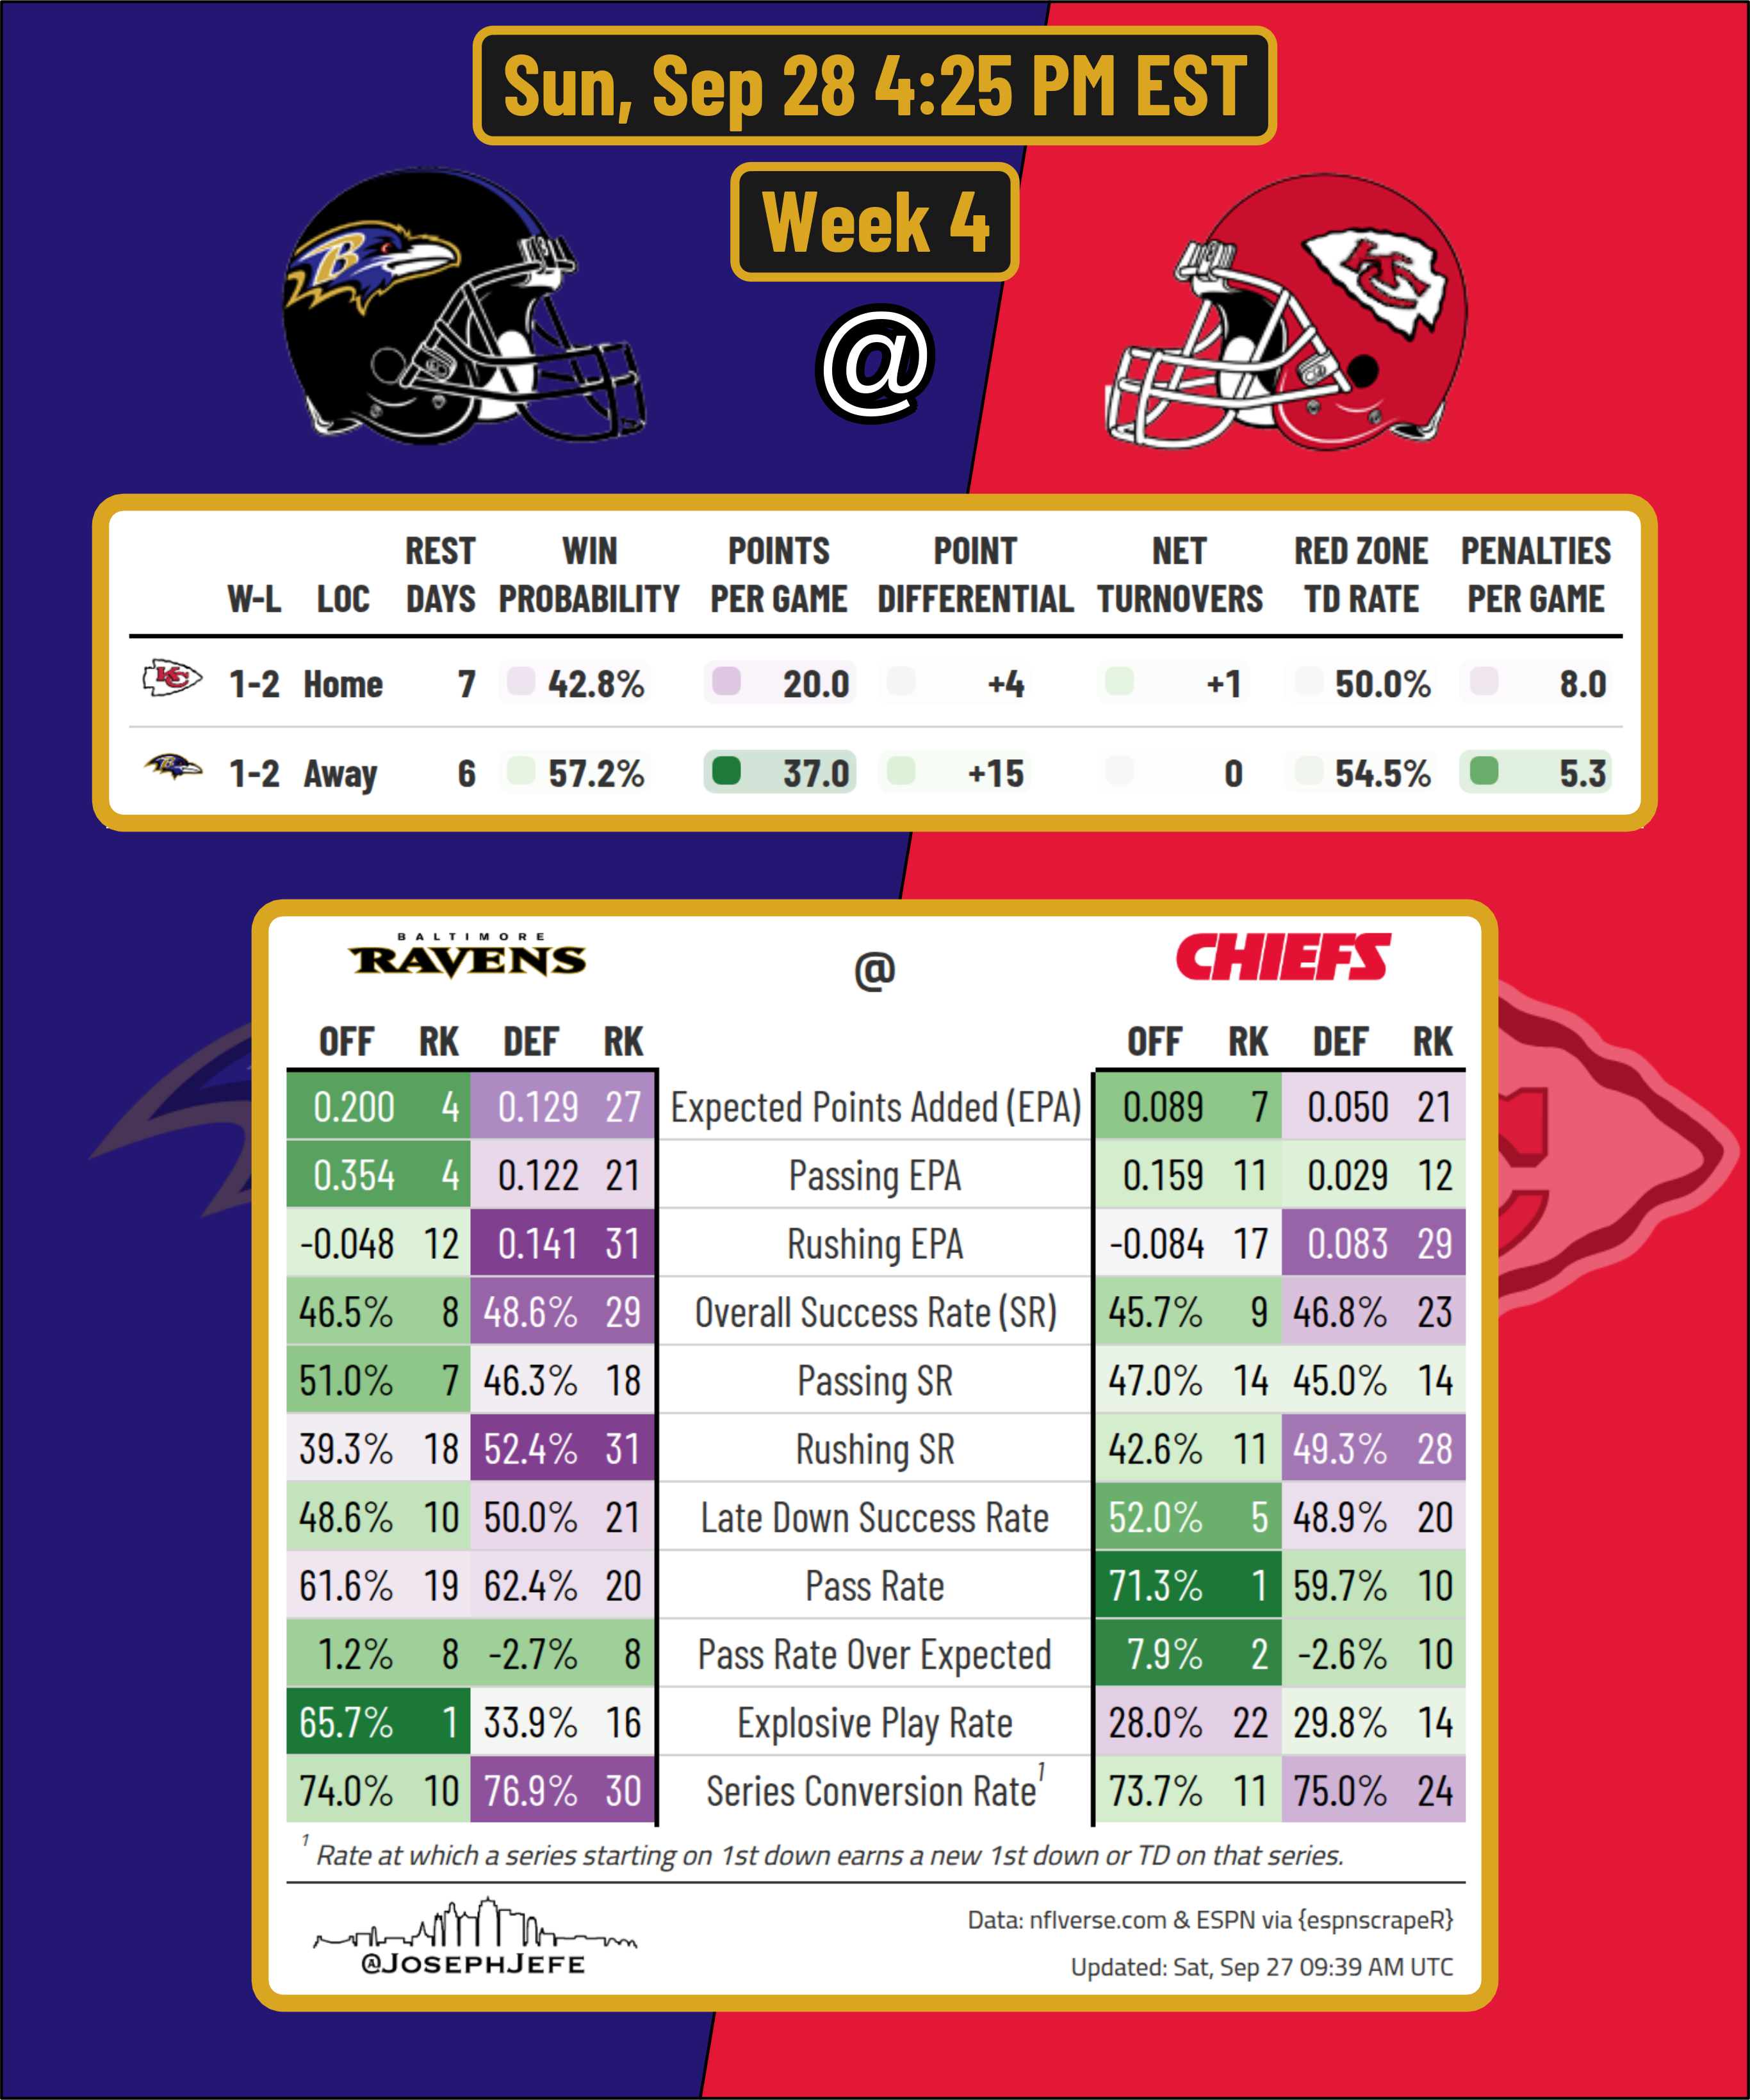 Sun, Sep 28 4:25 PM EST
Week 4
B
KC
@
REST WIN POINTS POINT NET RED ZONE PENALTIES
W-L LOC DAYS PROBABILITY PER GAME DIFFERENTIAL TURNOVERS TD RATE PER GAME
KC 1-2 Home 7 42.8% 20.0 +4 +1 50.0% 8.0
B 1-2 Away 6 57.2% 37.0 +15 0 54.5% 5.3
BALTIMORE
RAVENS @ CHIEFS
OFF RK DEF RK OFF RK DEF RK
0.200 4 0.129 27 Expected Points Added (EPA) 0.089 7 0.050 21
0.354 4 0.122 21 Passing EPA 0.159 11 0.029 12
-0.048 12 0.141 31 Rushing EPA -0.084 17 0.083 29
46.5% 8 48.6% 29 Overall Success Rate (SR) 45.7% 9 46.8% 23
51.0% 7 46.3% 18 Passing SR 47.0% 14 45.0% 14
39.3% 18 52.4% 31 Rushing SR 42.6% 11 49.3% 28
48.6% 10 50.0% 21 Late Down Success Rate 52.0% 5 48.9% 20
61.6% 19 62.4% 20 Pass Rate 71.3% 1 59.7% 10
1.2% 8 -2.7% 8 Pass Rate Over Expected 7.9% 2 -2.6% 10
65.7% 1 33.9% 16 Explosive Play Rate 28.0% 22 29.8% 14
74.0% 10 76.9% 30 Series Conversion Rate¹ 73.7% 11 75.0% 24
¹ Rate at which a series starting on 1st down earns a new 1st down or TD on that series.
@JOSEPHJEFE
Data: nflverse.com & ESPN via {espnscrapeR}
Updated: Sat, Sep 27 09:39 AM UTC